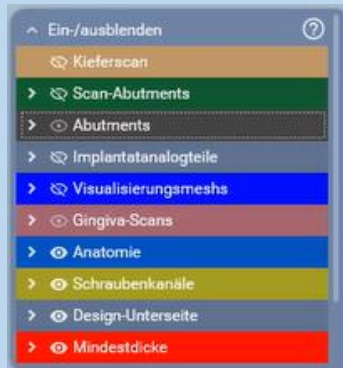 Ein-/ausblenden
Kieferscan
Scan-Abutments
Abutments
Implantatanalogteile
Visualisierungsmeshs
Gingiva-Scans
Anatomie
Schraubenkanäle
Design-Unterseite
Mindestdicke